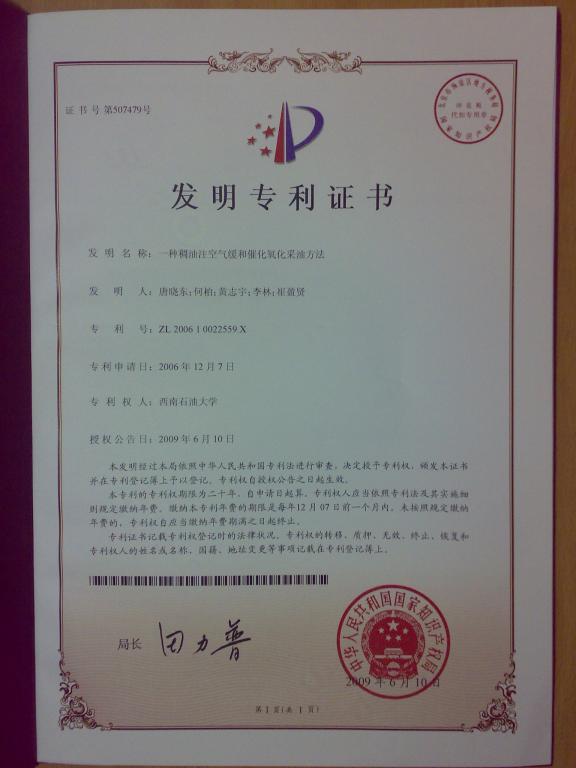 证书号第507479号
发明专利证书
发明名称：一种稠油注空气缓和催化氧化采油方法
发明人：唐晓东;何柏;黄志宇;李林;崔盈贤
专利号：ZL 2006 1 0022559.X
专利申请日：2006年12月7日
专利权人：西南石油大学
授权公告日：2009年6月10日
本发明经过本局依照中华人民共和国专利法进行审查，决定授予专利权，颁发本证书
并在专利登记簿上予以登记。专利权自授权公告之日起生效。
本专利的专利权期限为二十年，自申请日起算。专利权人应当依照专利法及其实施细
则规定缴纳年费。缴纳本专利年费的期限是每年12月07日前一个月内。未按照规定缴纳
年费的，专利权自应当缴纳年费期满之日起终止。
专利证书记载专利权登记时的法律状况。专利权的转移、质押、无效、终止、恢复和
专利权人的姓名或名称、国籍、地址变更等事项记载在专利登记簿上。
局长
田力普
中华人民共和国国家知识产权局
2009年6月10日
第1页(共1页)